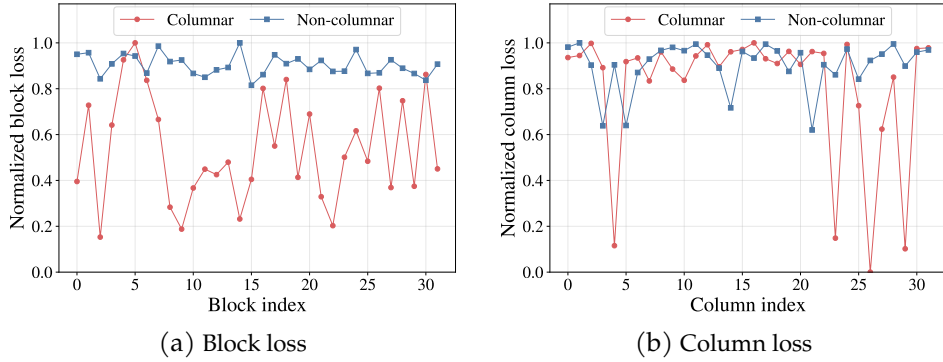 Columnar
Non-columnar
Normalized block loss
1.0
0.8
0.6
0.4
0.2
0.0
0 5 10 15 20 25 30
Block index
(a) Block loss
Columnar
Non-columnar
Normalized column loss
1.0
0.8
0.6
0.4
0.2
0.0
0 5 10 15 20 25 30
Column index
(b) Column loss